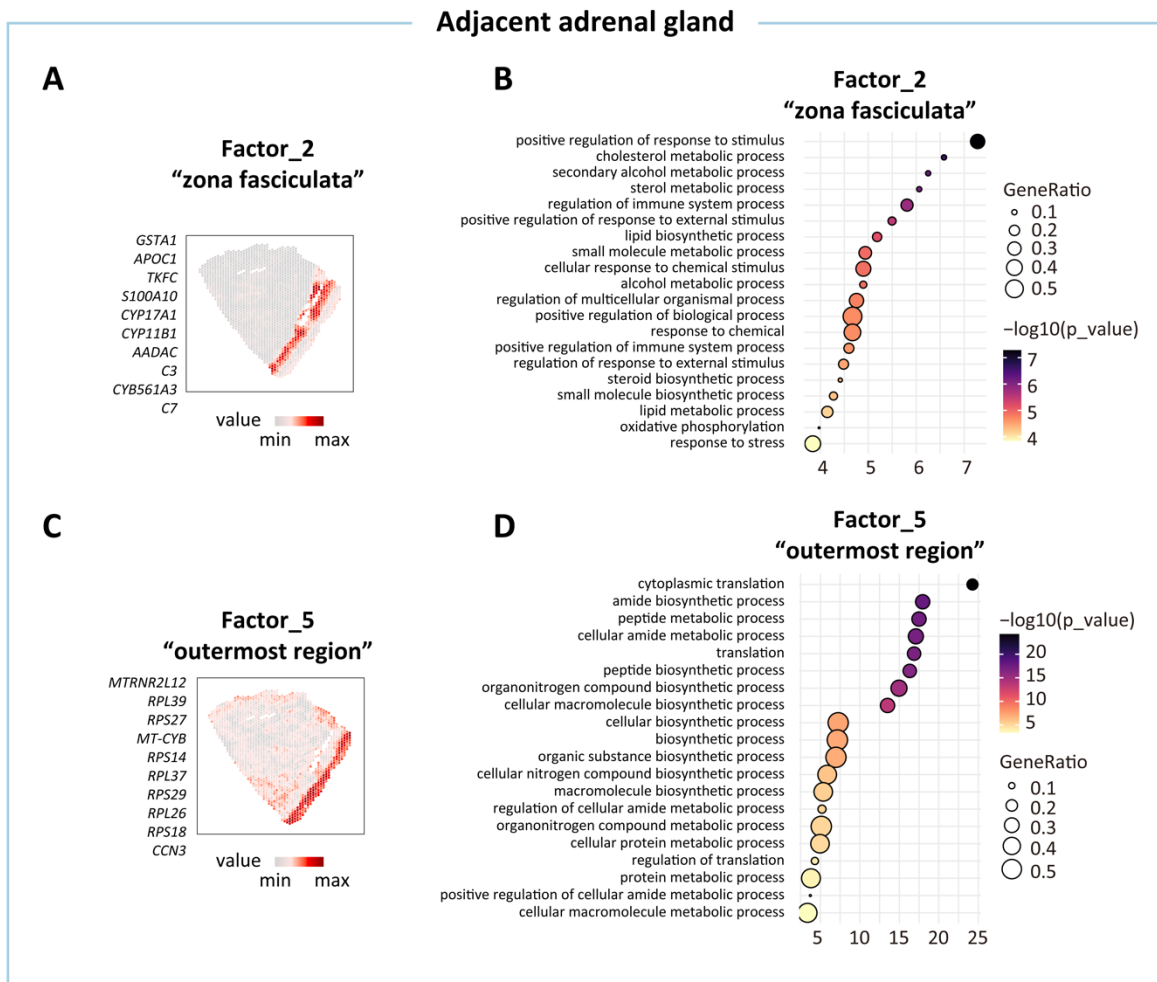 Adjacent adrenal gland
A
Factor_2
“zona fasciculata”
GSTA1
APOC1
TKFC
S100A10
CYP17A1
CYP11B1
AADAC
C3
CYB561A3
C7
value
min max
B
Factor_2
“zona fasciculata”
positive regulation of response to stimulus
cholesterol metabolic process
secondary alcohol metabolic process
sterol metabolic process
regulation of immune system process
positive regulation of response to external stimulus
lipid biosynthetic process
small molecule metabolic process
cellular response to chemical stimulus
alcohol metabolic process
regulation of multicellular organismal process
positive regulation of biological process
response to chemical
positive regulation of immune system process
regulation of response to external stimulus
steroid biosynthetic process
small molecule biosynthetic process
lipid metabolic process
oxidative phosphorylation
response to stress
4 5 6 7
GeneRatio
0.1
0.2
0.3
0.4
0.5
−log10(p_value)
7
6
5
4
C
Factor_5
“outermost region”
MTRNR2L12
RPL39
RPS27
MT-CYB
RPS14
RPL37
RPS29
RPL26
RPS18
CCN3
value
min max
D
Factor_5
“outermost region”
cytoplasmic translation
amide biosynthetic process
peptide metabolic process
cellular amide metabolic process
translation
peptide biosynthetic process
organonitrogen compound biosynthetic process
cellular macromolecule biosynthetic process
cellular biosynthetic process
biosynthetic process
organic substance biosynthetic process
cellular nitrogen compound biosynthetic process
macromolecule biosynthetic process
regulation of cellular amide metabolic process
organonitrogen compound metabolic process
cellular protein metabolic process
regulation of translation
protein metabolic process
positive regulation of cellular amide metabolic process
cellular macromolecule metabolic process
5 10 15 20 25
−log10(p_value)
20
15
10
5
GeneRatio
0.1
0.2
0.3
0.4
0.5